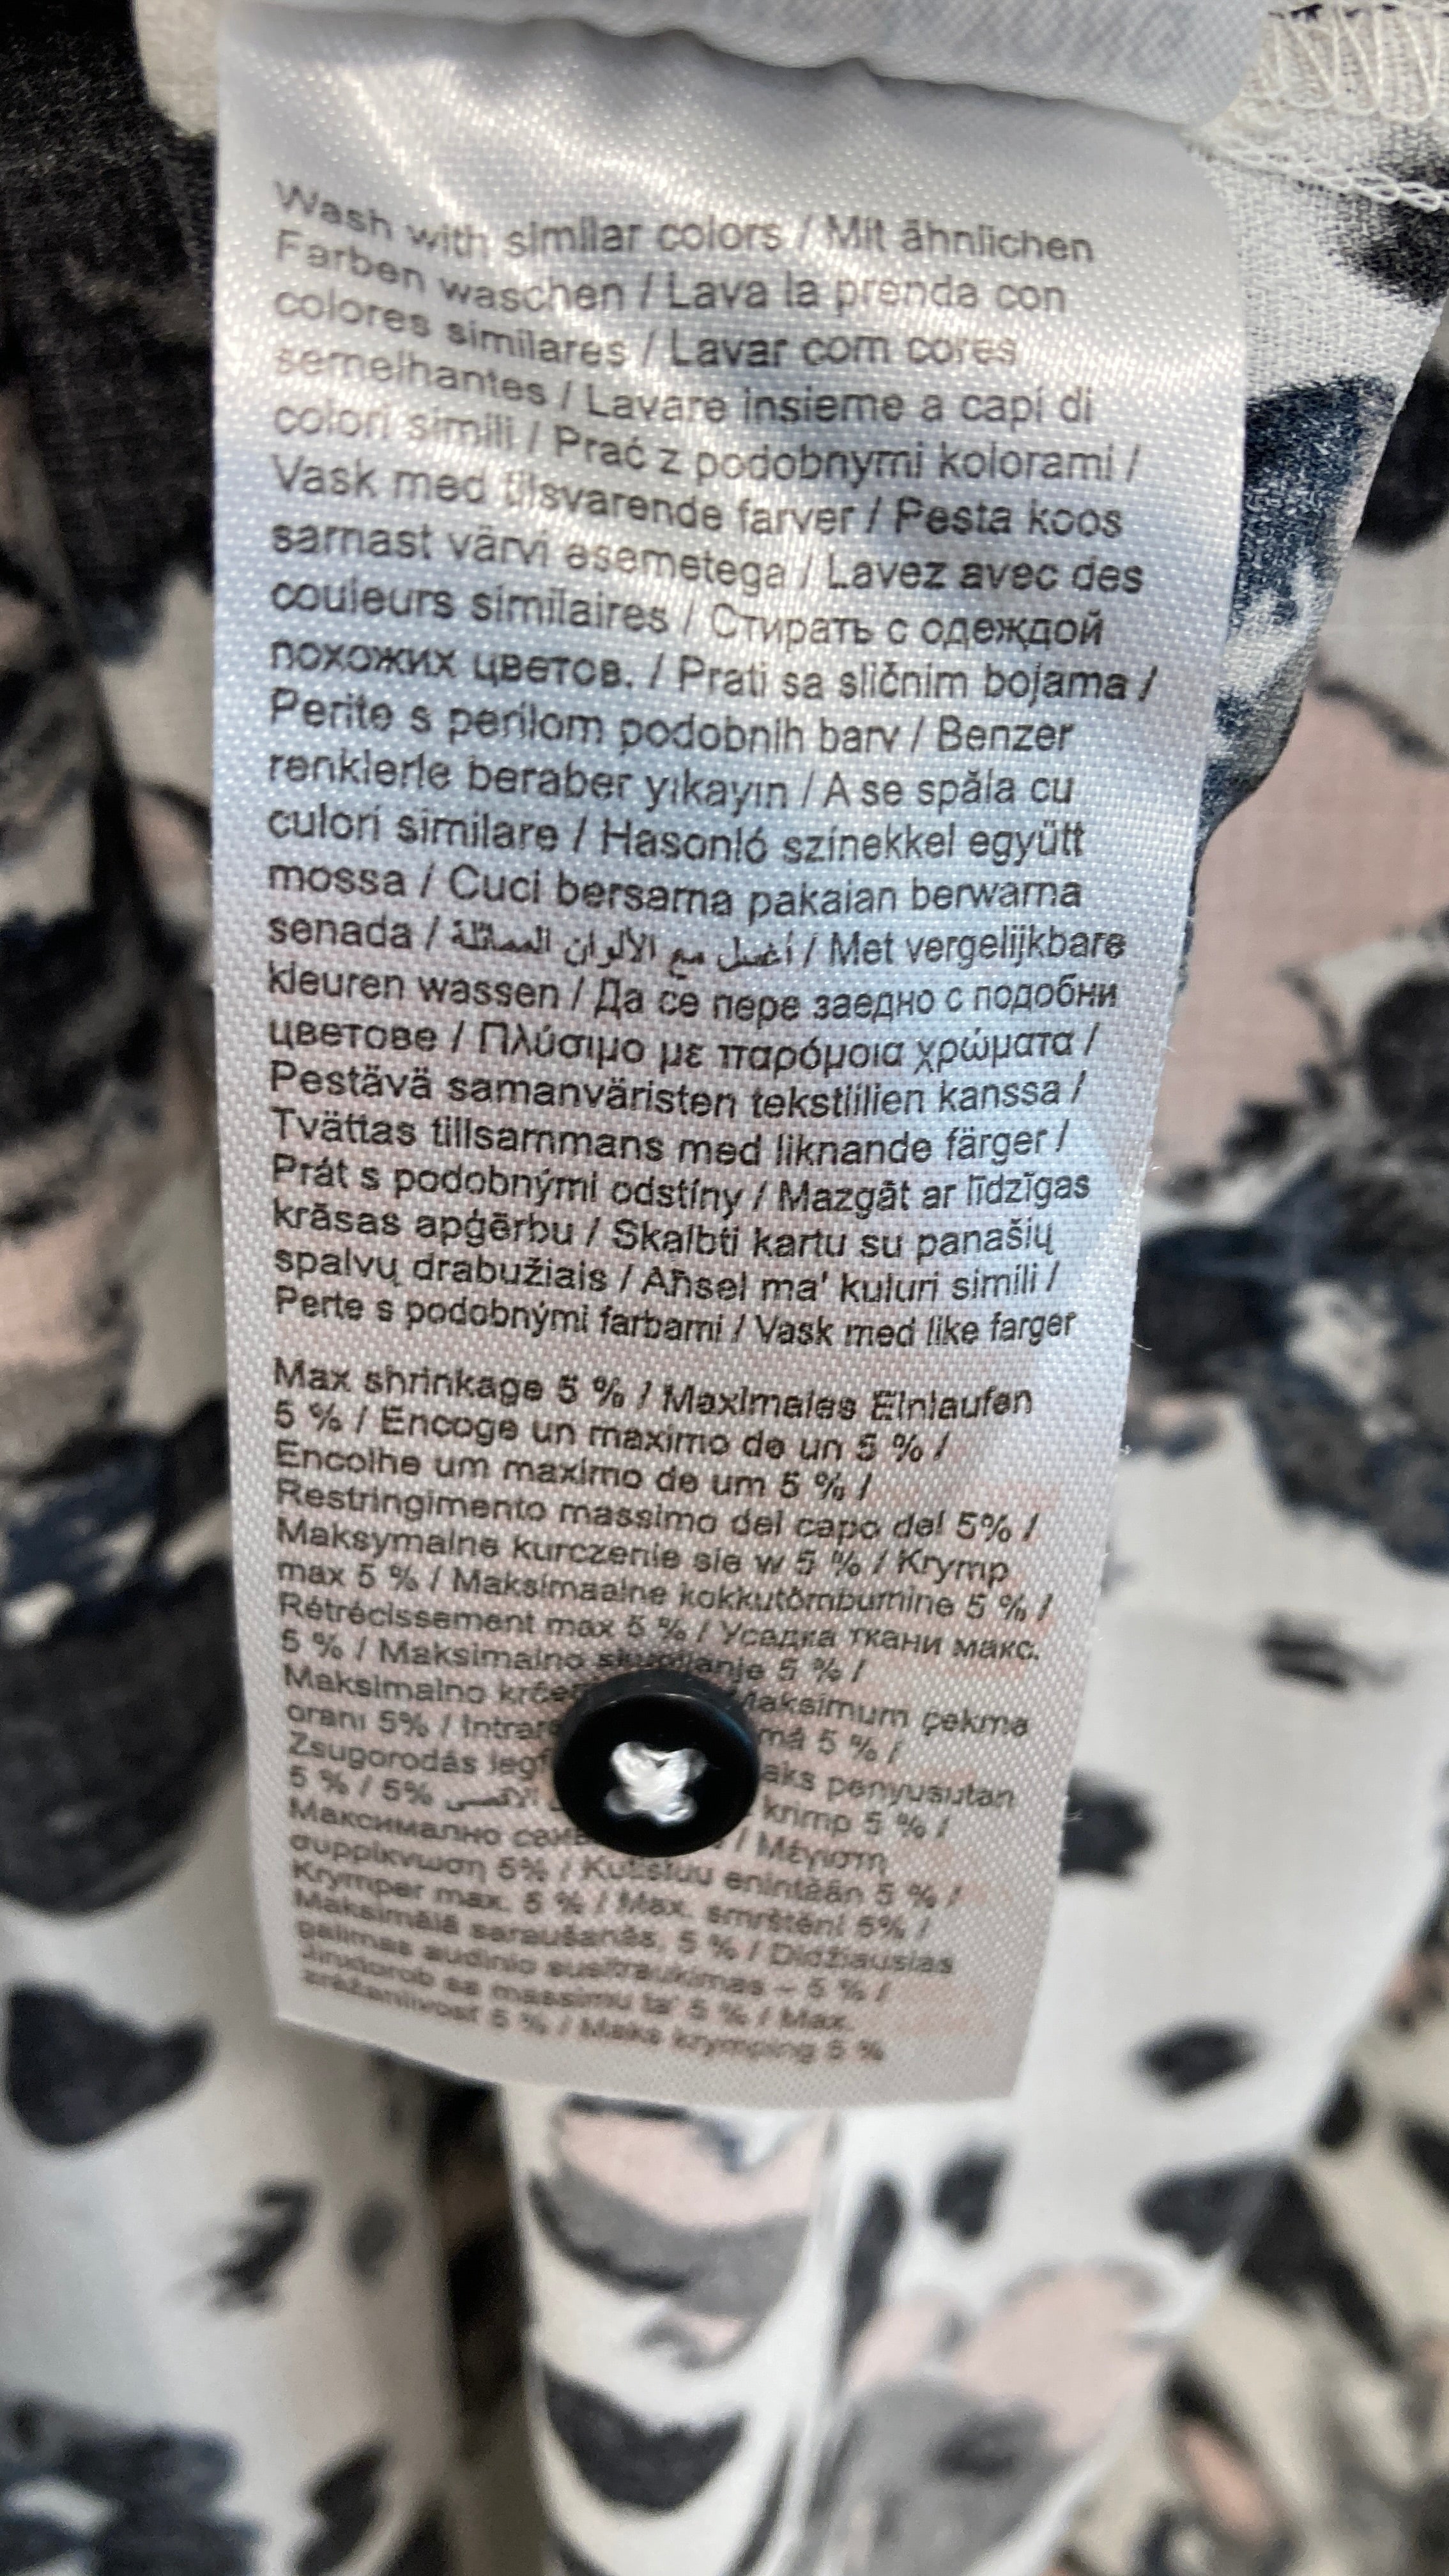 Wash with similar colors / Mit ähnlichen
Farben waschen / Lava la prenda con
colores similares / Lavar com cores
semelhantes / Lavare insieme a capi di
colori simili / Prać z podobnymi kolorami /
Vask med tilsvarende farver / Pesta koos
sarnast värvi esemetega / Lavez avec des
couleurs similaires / Стирать с одеждой
похожих цветов. / Prati sa sličnim bojama /
Perite s perilom podobnih barv / Benzer
renklerle beraber yıkayın / A se spăla cu
culori similare / Hasonló színekkel együtt
mossa / Cuci bersama pakaian berwarna
senada / أغسل مع الألوان المماثلة / Met vergelijkbare
kleuren wassen / Да се пере заедно с подобни
цветове / Πλύσιμο με παρόμοια χρώματα /
Pestävä samanväristen tekstiilien kanssa /
Tvättas tillsammans med liknande färger /
Prát s podobnými odstíny / Mazgāt ar līdzīgas
krāsas apģērbu / Skalbti kartu su panašių
spalvų drabužiais / Aħsel ma' kuluri simili /
Perte s podobnými farbami / Vask med like farger
Max shrinkage 5 % / Maximales Einlaufen
5 % / Encoge un maximo de un 5 % /
Encolhe um maximo de um 5 % /
Restringimento massimo del capo del 5% /
Maksymalne kurczenie sie w 5 % / Krymp
max 5 % / Maksimaalne kokkutõmbumine 5 % /
Rétrécissement max 5 % / Усадка ткани макс.
5 % / Maksimalno 5 % /
Maksimalno Maksimum çekme
oranı 5% / 5 % /
Zsugorodás penyusutan
5 % / 5% krimp 5 % /
Максимално / Μέγιστη
συρρίκνωση 5% / Kutistuu enintään 5 % /
Krymper max. 5 % / Max. smrštění 5% /
Maksimālā saraušanās, 5 % / Didžiausias
galimas audinio susitraukimas – 5 % /
Jinxdorob sa massimu ta' 5 % / Max.
zrážanlivosť 5 % / Maks krymping 5 %